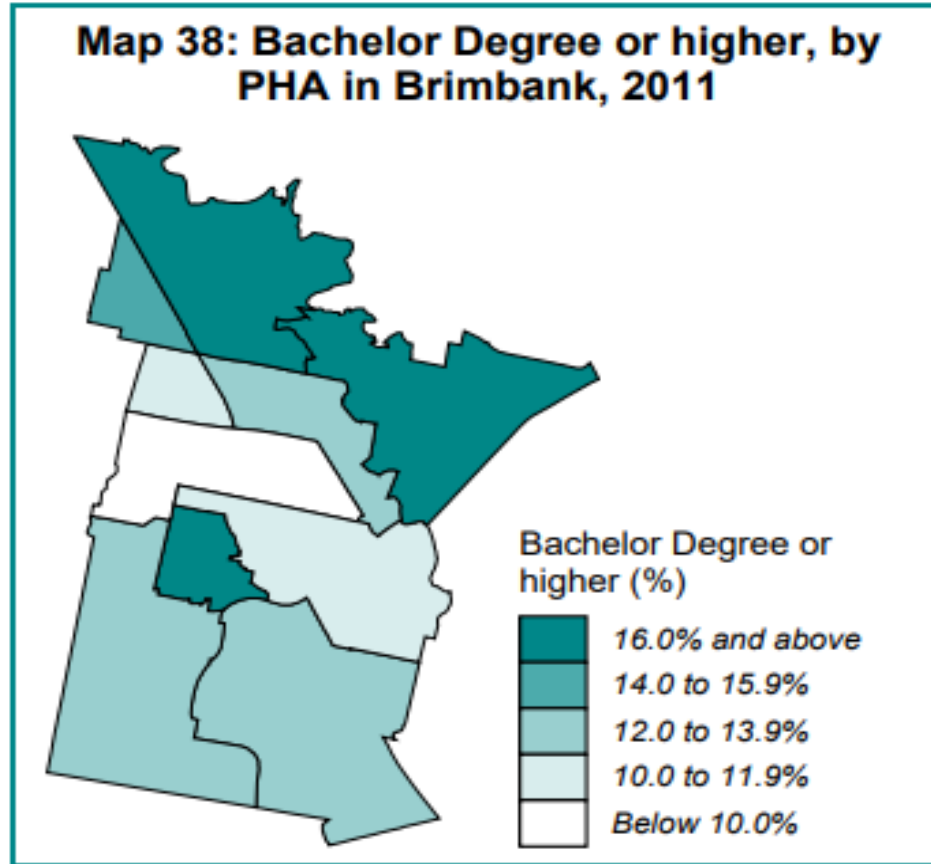 Map 38: Bachelor Degree or higher, by
PHA in Brimbank, 2011
Bachelor Degree or
higher (%)
16.0% and above
14.0 to 15.9%
12.0 to 13.9%
10.0 to 11.9%
Below 10.0%